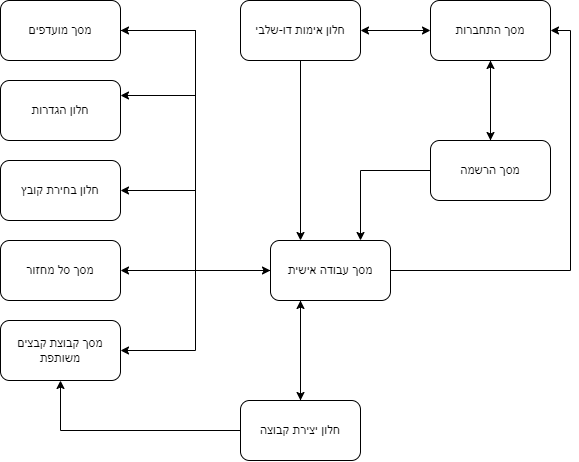 מסך התחברות
חלון אימות דו-שלבי
מסך מועדפים
חלון הגדרות
מסך הרשמה
חלון בחירת קובץ
מסך עבודה אישית
מסך סל מחזור
מסך קבוצת קבצים
משותפת
חלון יצירת קבוצה